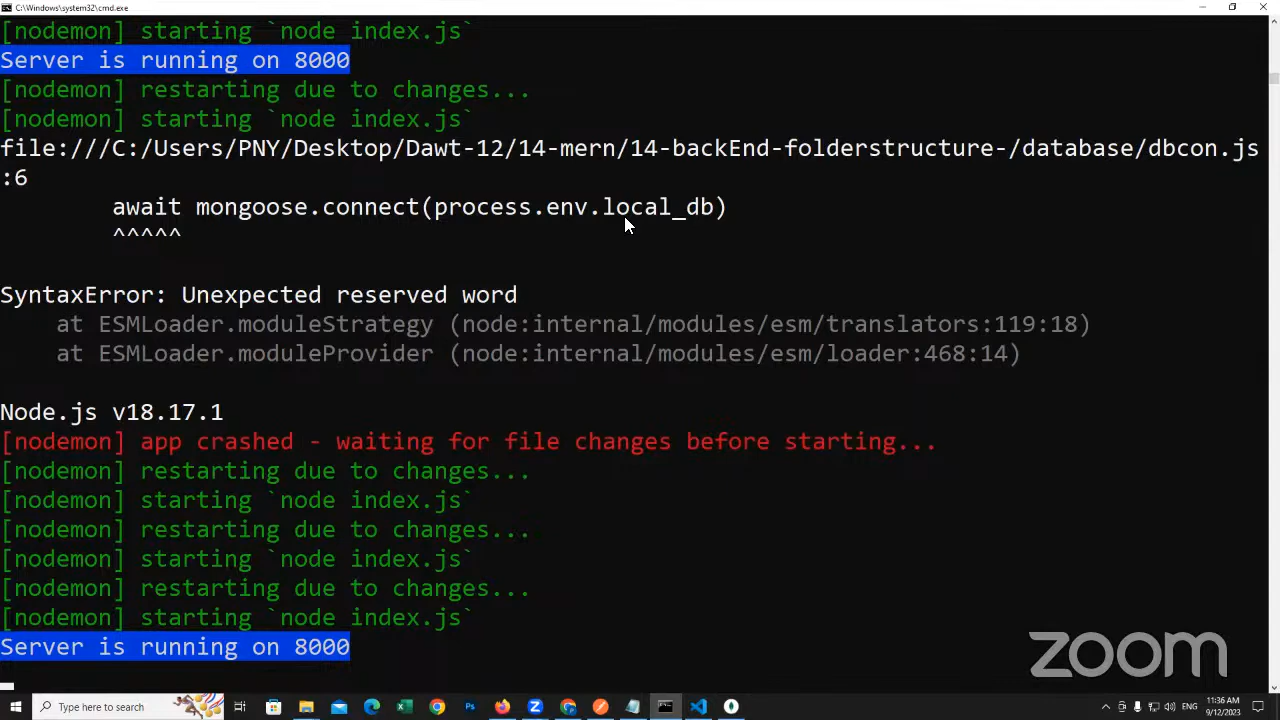 C:\Windows\system32\cmd.exe
[nodemon] starting `node index.js`
Server is running on 8000
[nodemon] restarting due to changes...
[nodemon] starting `node index.js`
file:///C:/Users/PNY/Desktop/Dawt-12/14-mern/14-backEnd-folderstructure-/database/dbcon.js
:6
        await mongoose.connect(process.env.local_db)
        ^^^^^
SyntaxError: Unexpected reserved word
    at ESMLoader.moduleStrategy (node:internal/modules/esm/translators:119:18)
    at ESMLoader.moduleProvider (node:internal/modules/esm/loader:468:14)
Node.js v18.17.1
[nodemon] app crashed - waiting for file changes before starting...
[nodemon] restarting due to changes...
[nodemon] starting `node index.js`
[nodemon] restarting due to changes...
[nodemon] starting `node index.js`
[nodemon] restarting due to changes...
[nodemon] starting `node index.js`
Server is running on 8000
zoom
Type here to search
ENG
11:36 AM
9/12/2023